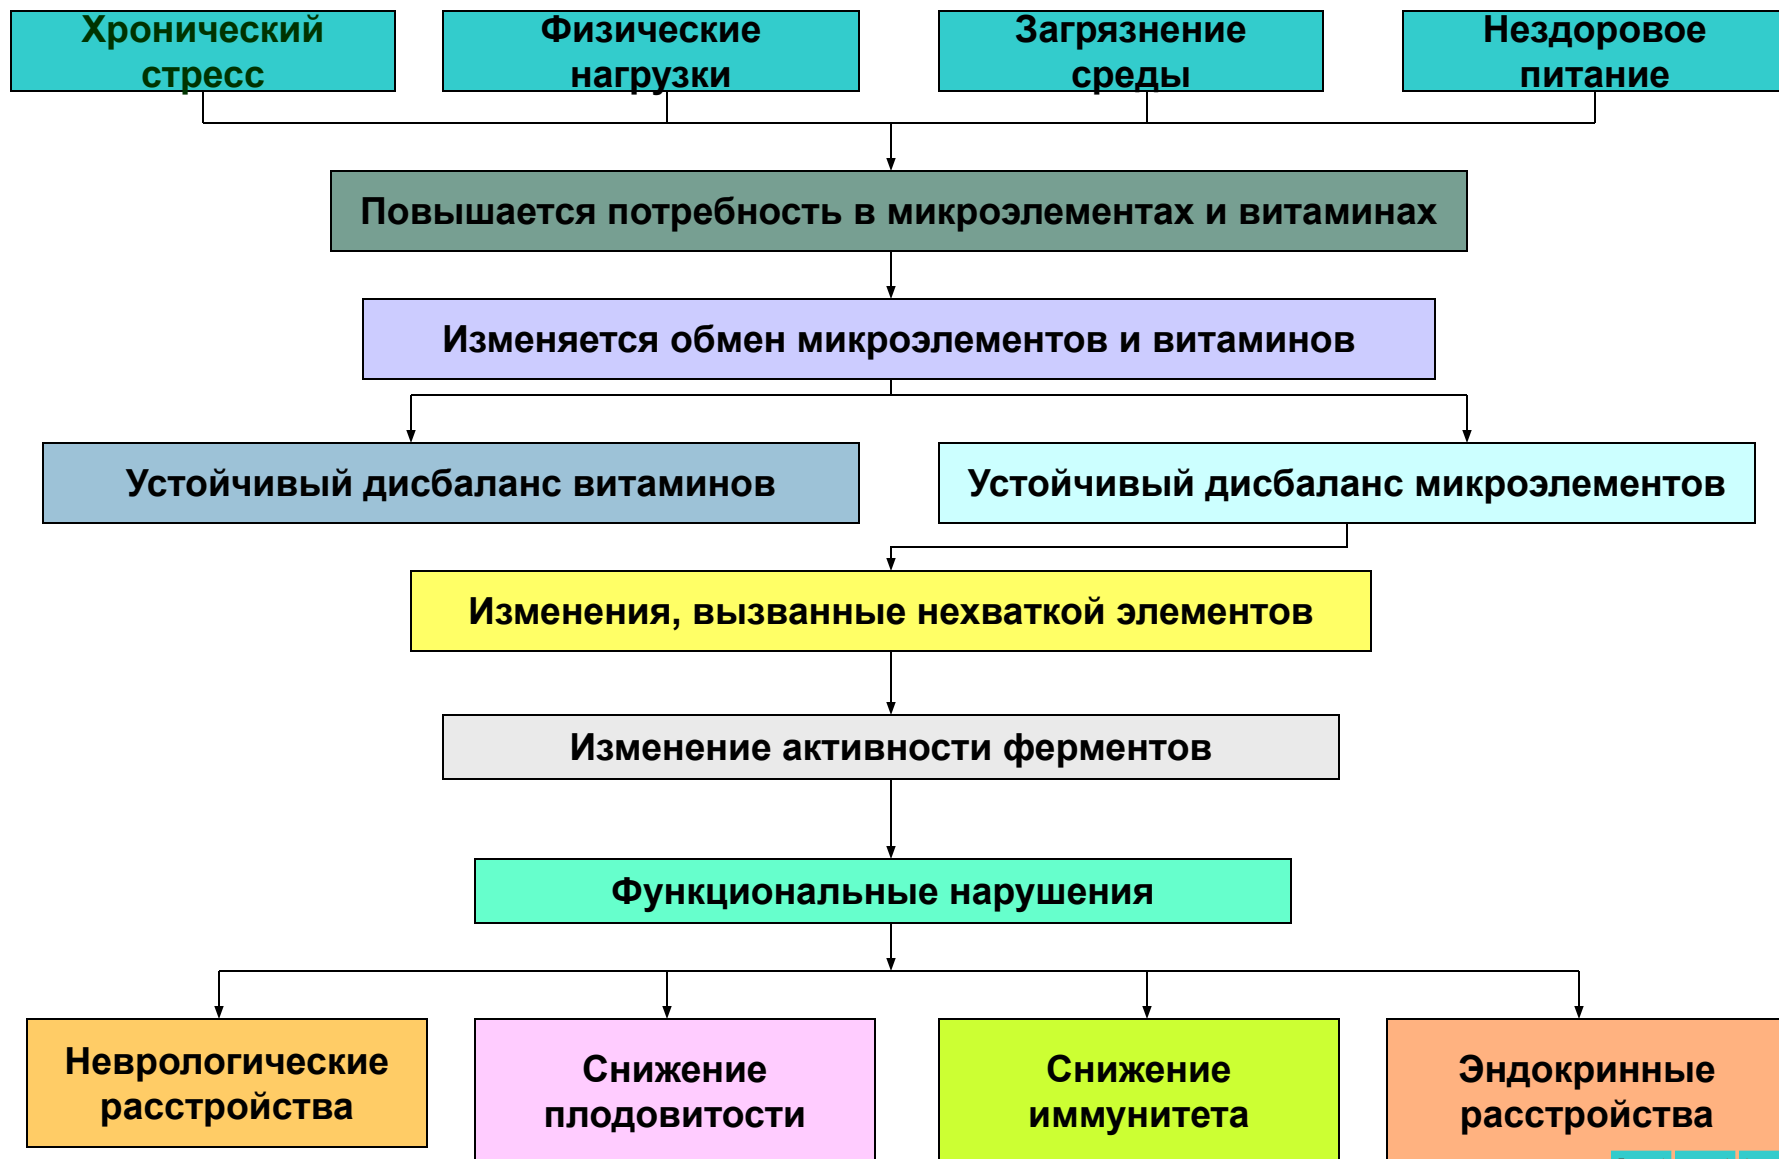 Хронический
стресс
Физические
нагрузки
Загрязнение
среды
Нездоровое
питание
Повышается потребность в микроэлементах и витаминах
Изменяется обмен микроэлементов и витаминов
Устойчивый дисбаланс витаминов
Устойчивый дисбаланс микроэлементов
Изменения, вызванные нехваткой элементов
Изменение активности ферментов
Функциональные нарушения
Неврологические
расстройства
Снижение
плодовитости
Снижение
иммунитета
Эндокринные
расстройства